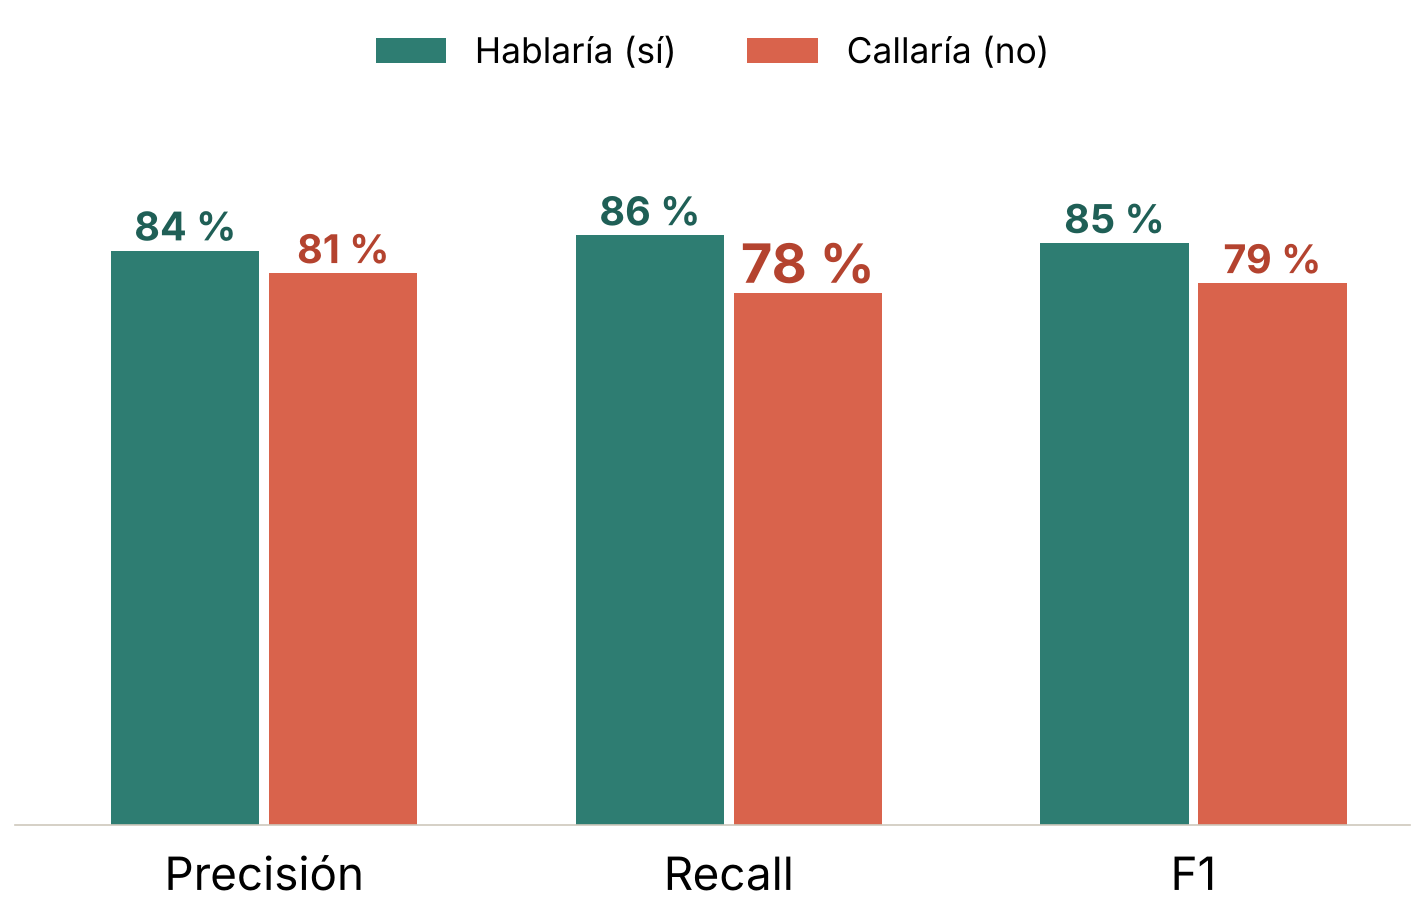 Hablaría (sí) Callaría (no)
84 % 81 % 86 % 78 % 85 % 79 %
Precisión Recall F1